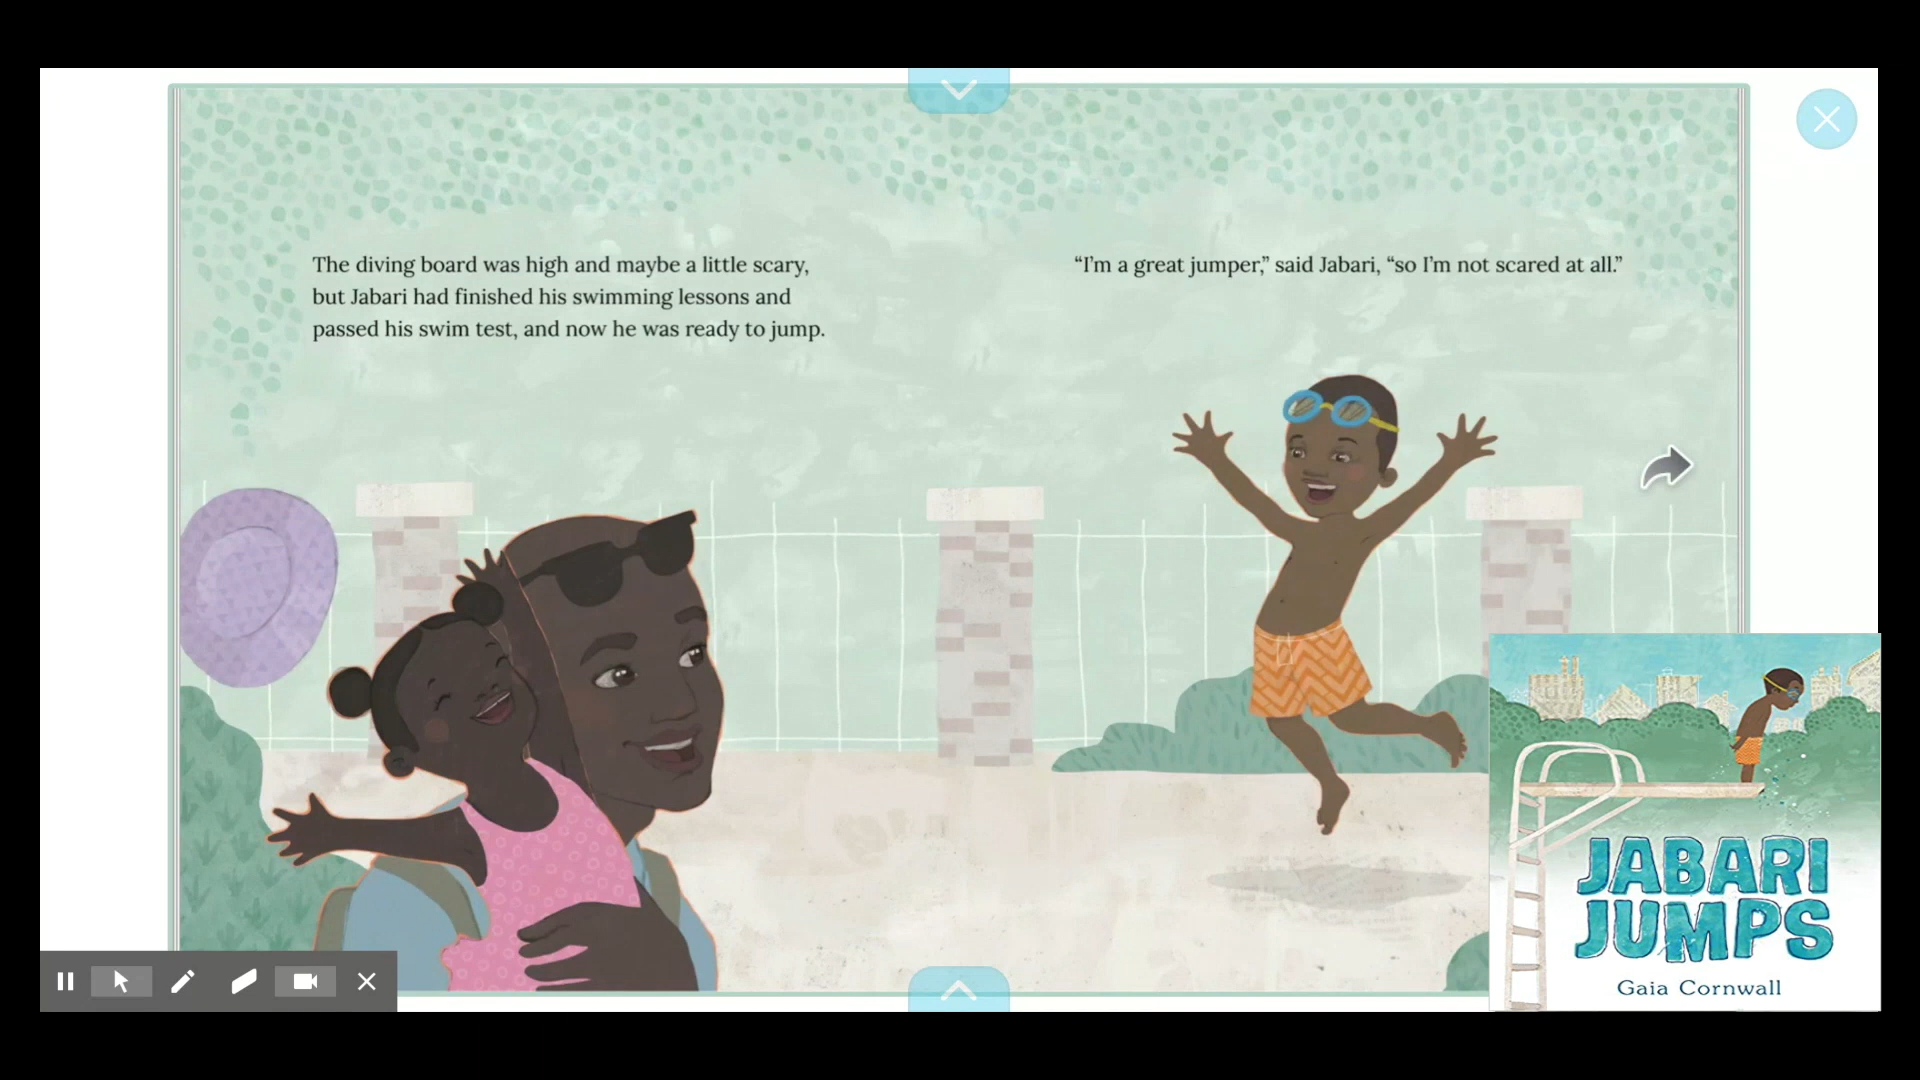 The diving board was high and maybe a little scary,
but Jabari had finished his swimming lessons and
passed his swim test, and now he was ready to jump.
“I’m a great jumper,” said Jabari, “so I’m not scared at all.”
JABARI
JUMPS
Gaia Cornwall